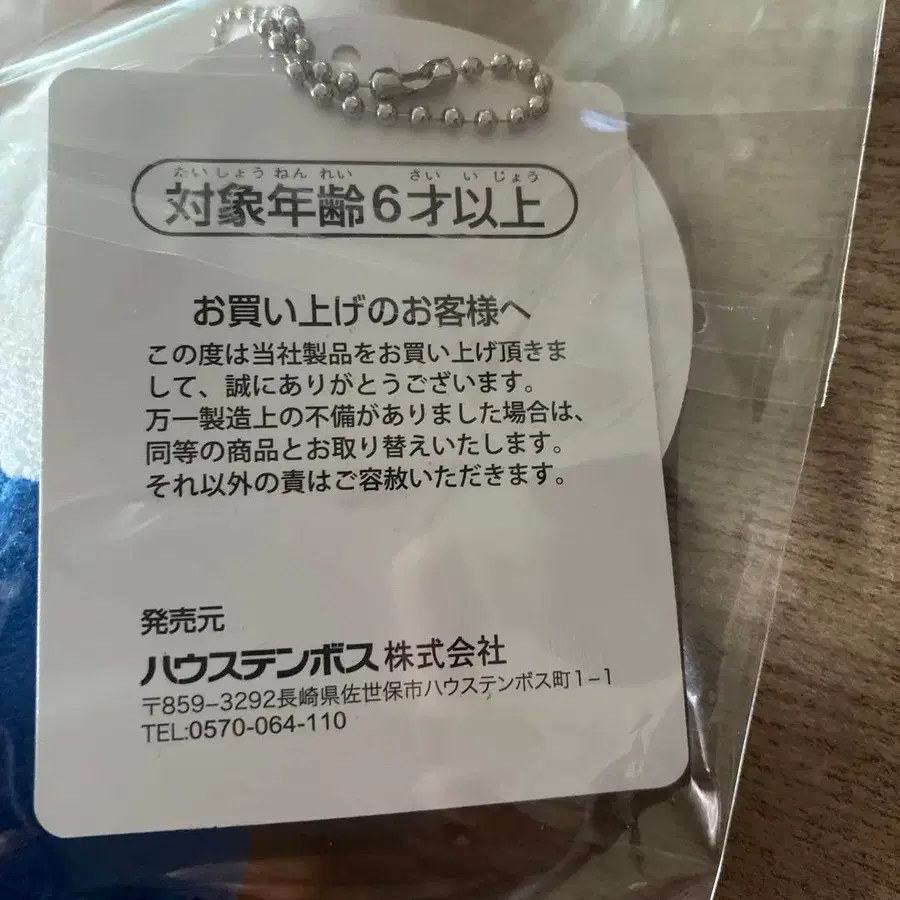 たいしょうねんれい さいいじょう
対象年齢6才以上
お買い上げのお客様へ
この度は当社製品をお買い上げ頂きま
して、誠にありがとうございます。
万一製造上の不備がありました場合は、
同等の商品とお取り替えいたします。
それ以外の責はご容赦いただきます。
発売元
ハウステンボス株式会社
〒859-3292長崎県佐世保市ハウステンボス町1-1
TEL:0570-064-110